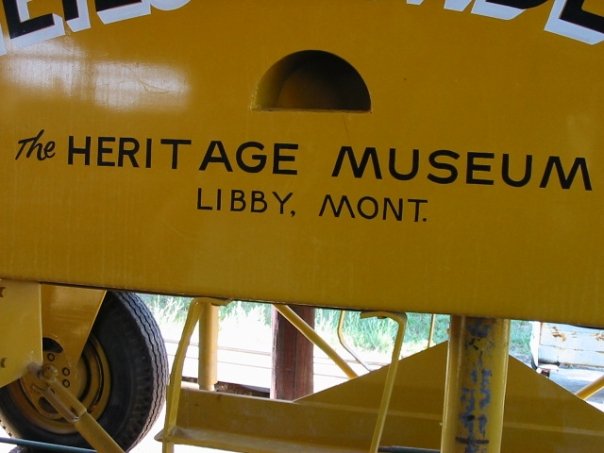 The HERITAGE MUSEUM
LIBBY, MONT.